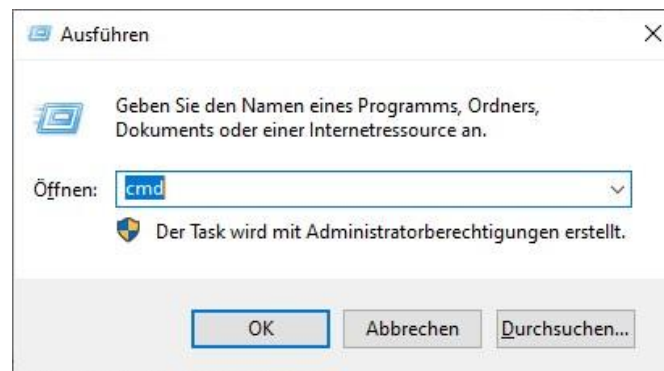 Ausführen
Geben Sie den Namen eines Programms, Ordners,
Dokuments oder einer Internetressource an.
Öffnen: cmd
Der Task wird mit Administratorberechtigungen erstellt.
OK Abbrechen Durchsuchen...